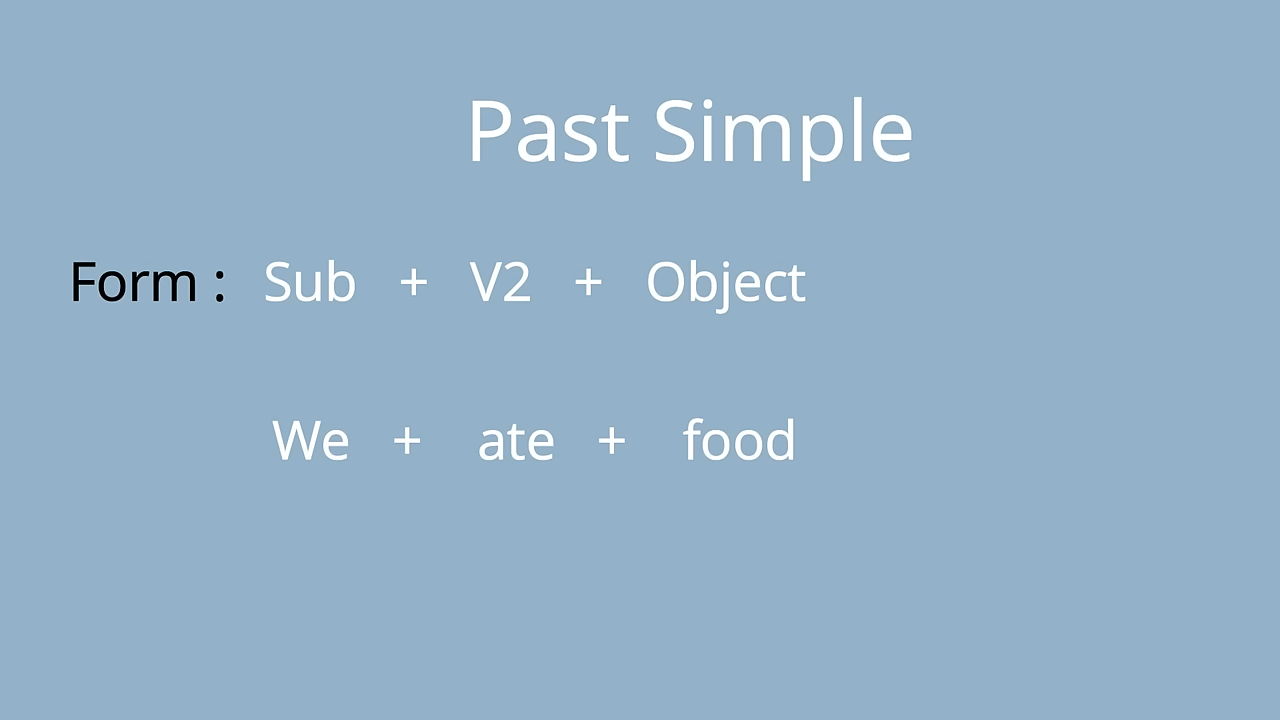 Past Simple
Form : Sub + V2 + Object
We + ate + food